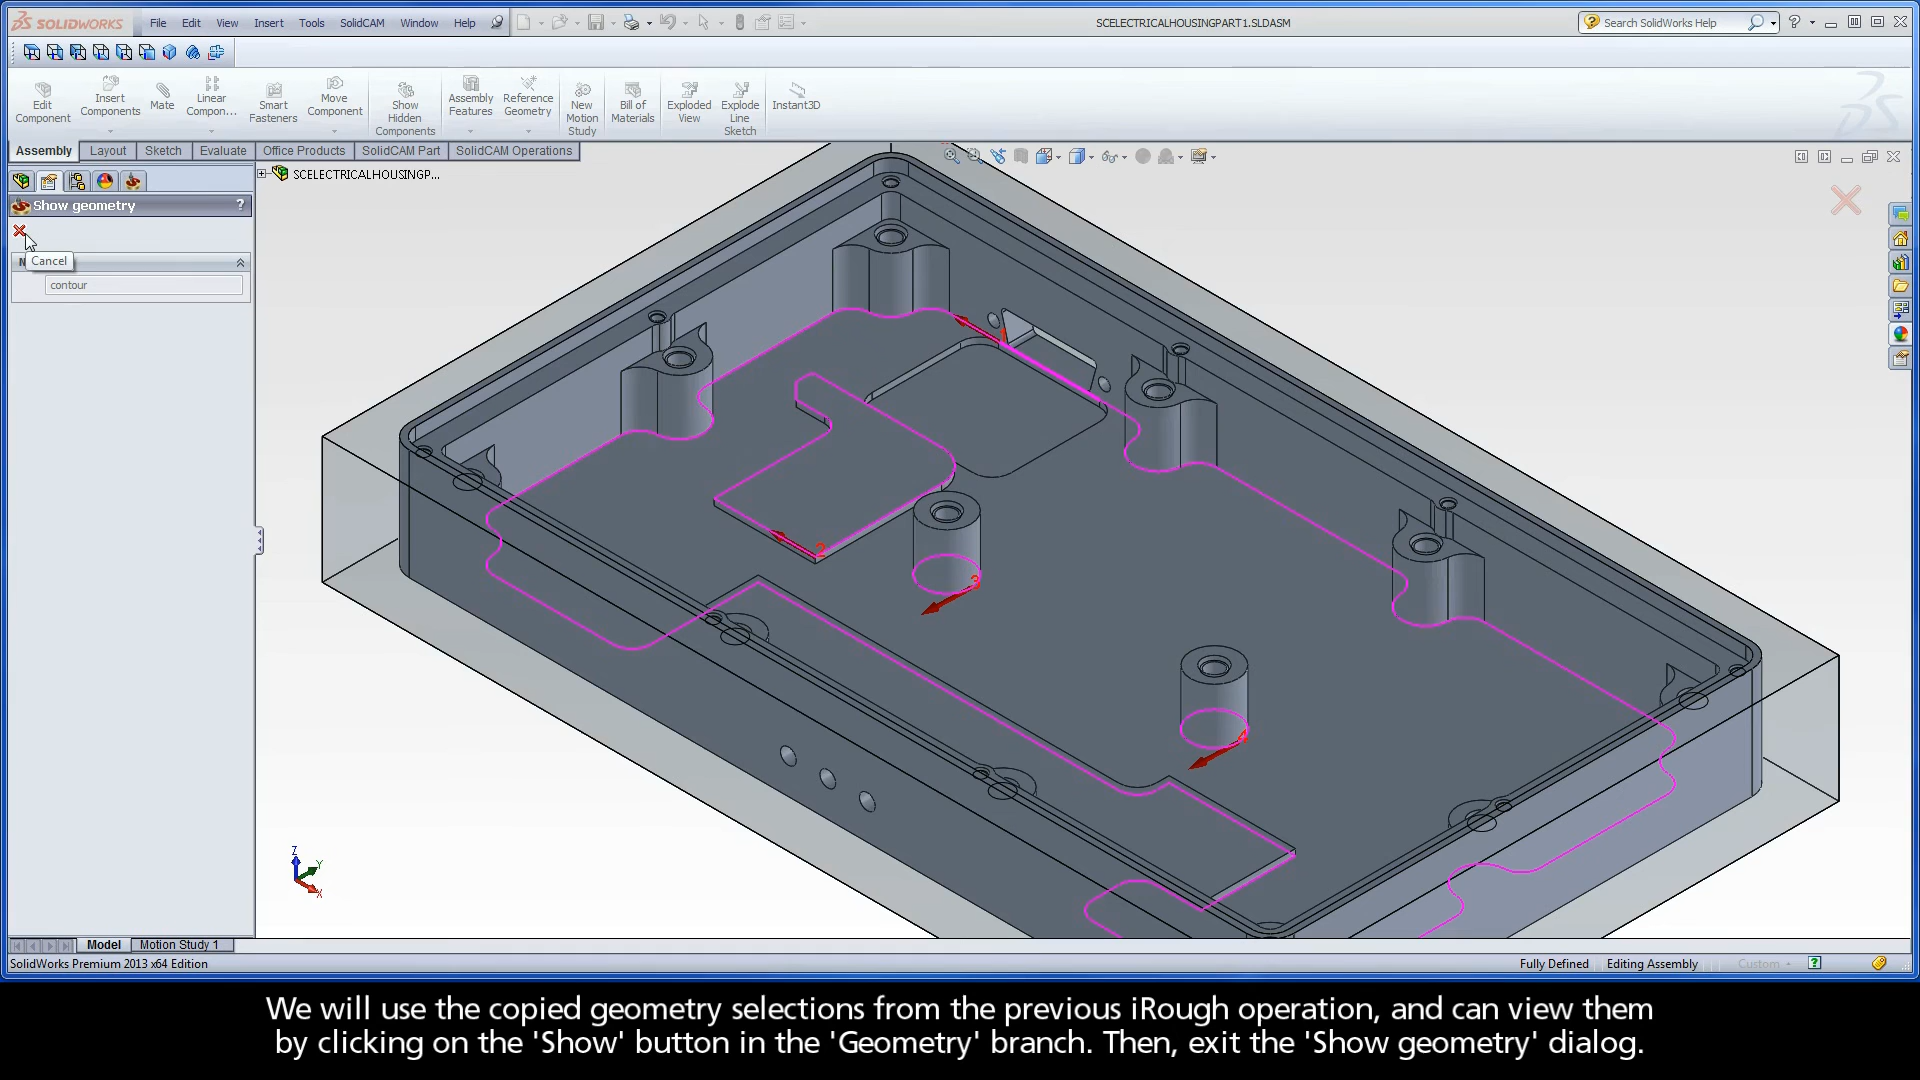 SOLIDWORKS
File Edit View Insert Tools SolidCAM Window Help
SCELECTRICALHOUSINGPART1.SLDASM
Search SolidWorks Help
Edit Component
Insert Components
Mate
Linear Compon...
Smart Fasteners
Move Component
Show Hidden Components
Assembly Features
Reference Geometry
New Motion Study
Bill of Materials
Exploded View
Explode Line Sketch
Instant3D
Assembly Layout Sketch Evaluate Office Products SolidCAM Part SolidCAM Operations
SCELECTRICALHOUSINGP...
Show geometry ?
Cancel
contour
1
2
3
4
Z
Y
X
Model Motion Study 1
SolidWorks Premium 2013 x64 Edition
Fully Defined Editing Assembly Custom
We will use the copied geometry selections from the previous iRough operation, and can view them
by clicking on the 'Show' button in the 'Geometry' branch. Then, exit the 'Show geometry' dialog.